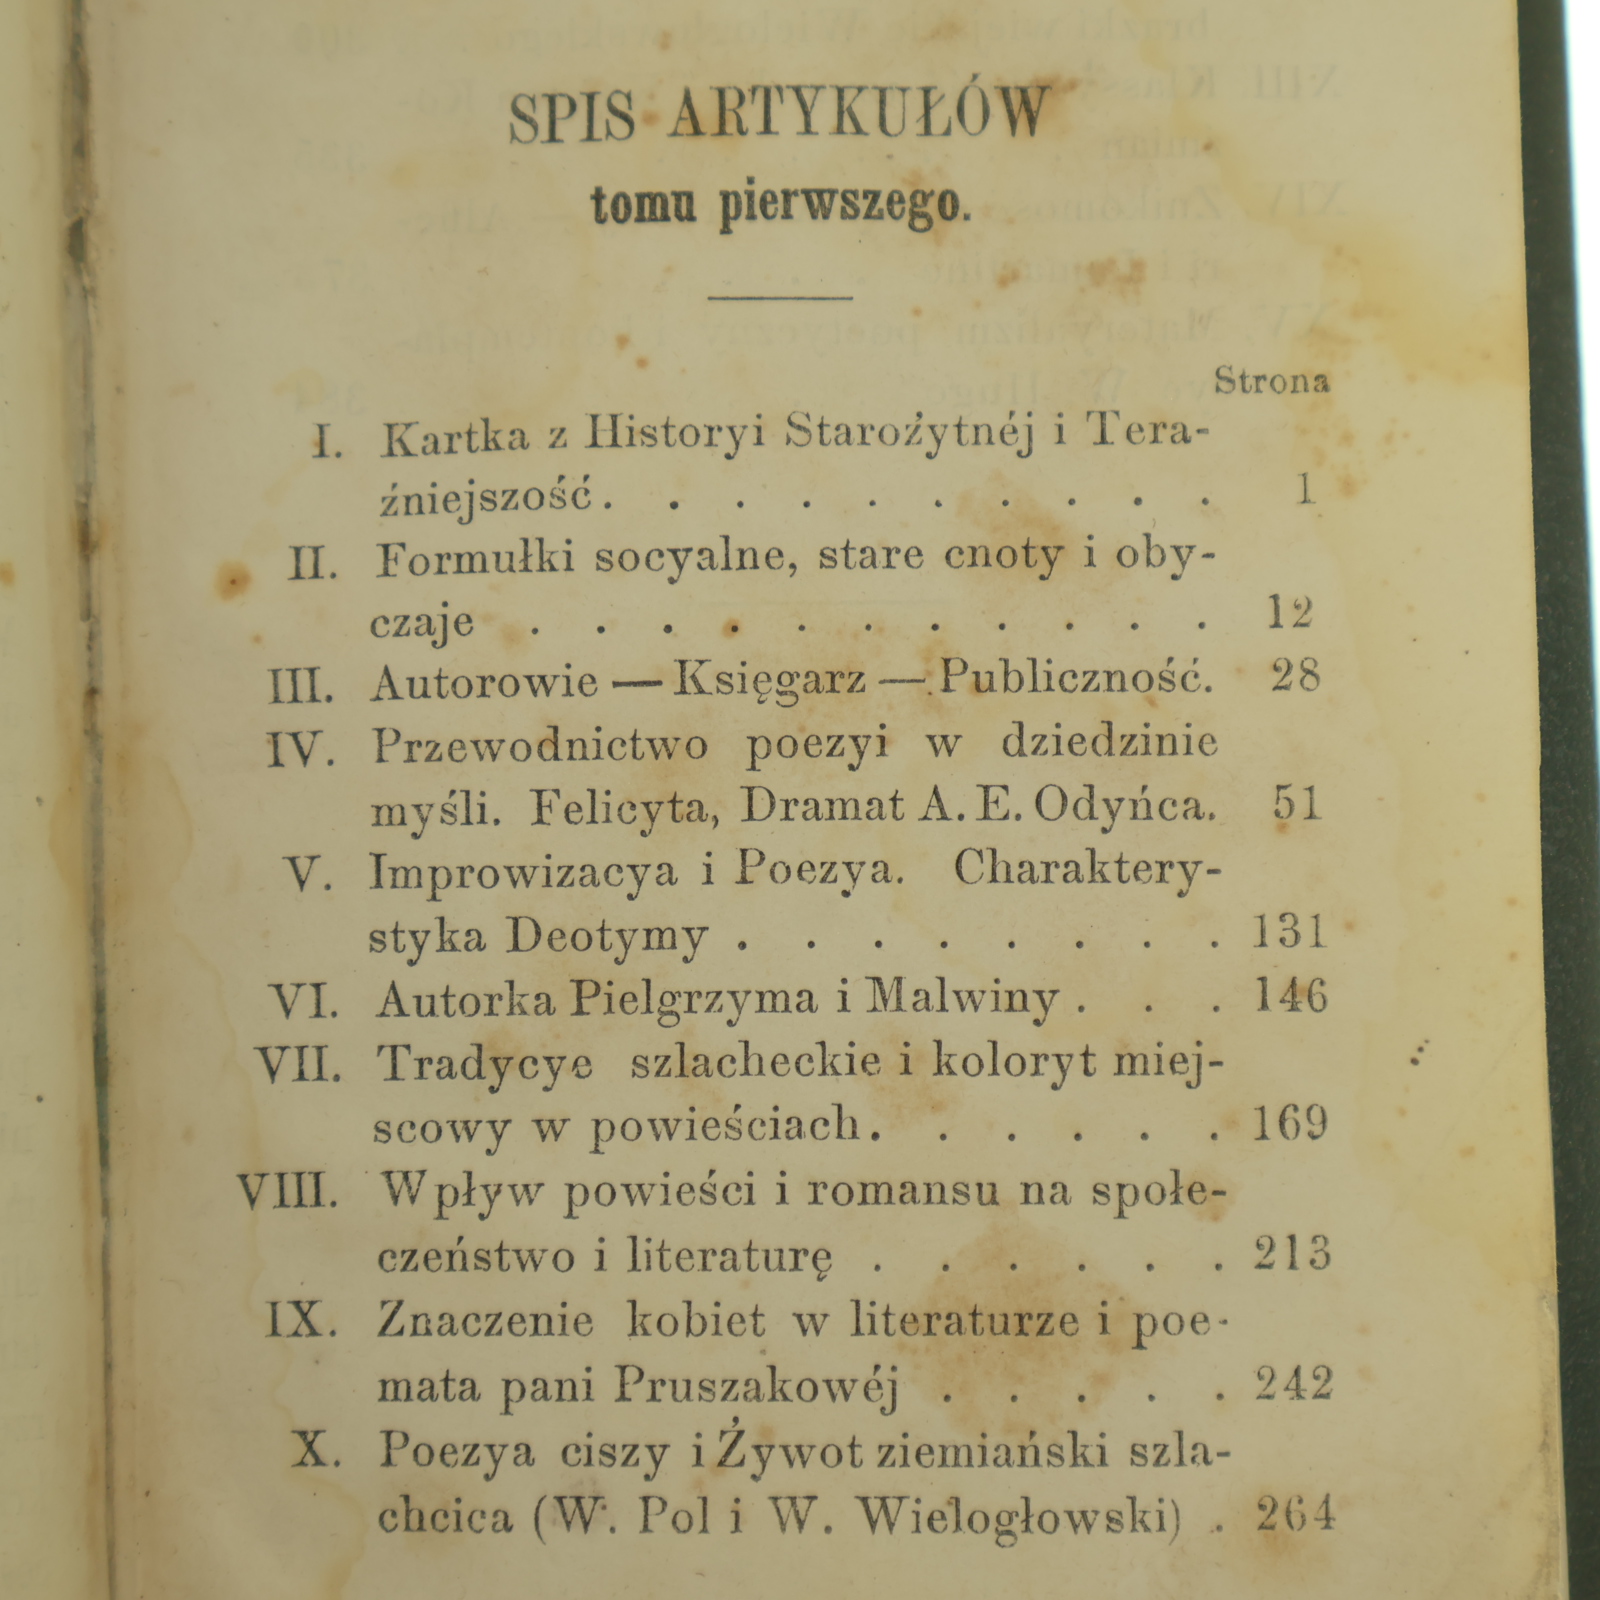 SPIS ARTYKUŁÓW
tomu pierwszego.
Strona
I. Kartka z Historyi Starożytnéj i Tera-
źniejszość. . . . . . . . . . 1
II. Formułki socyalne, stare cnoty i oby-
czaje . . . . . . . . . . . 12
III. Autorowie — Księgarz — Publiczność. 28
IV. Przewodnictwo poezyi w dziedzinie
myśli. Felicyta, Dramat A. E. Odyńca. 51
V. Improwizacya i Poezya. Charaktery-
styka Deotymy . . . . . . . . 131
VI. Autorka Pielgrzyma i Malwiny . . . 146
VII. Tradycye szlacheckie i koloryt miej-
scowy w powieściach. . . . . . 169
VIII. Wpływ powieści i romansu na społe-
czeństwo i literaturę . . . . . . 213
IX. Znaczenie kobiet w literaturze i poe-
mata pani Pruszakowéj . . . . . 242
X. Poezya ciszy i Żywot ziemiański szla-
chcica (W. Pol i W. Wielogłowski) . 264